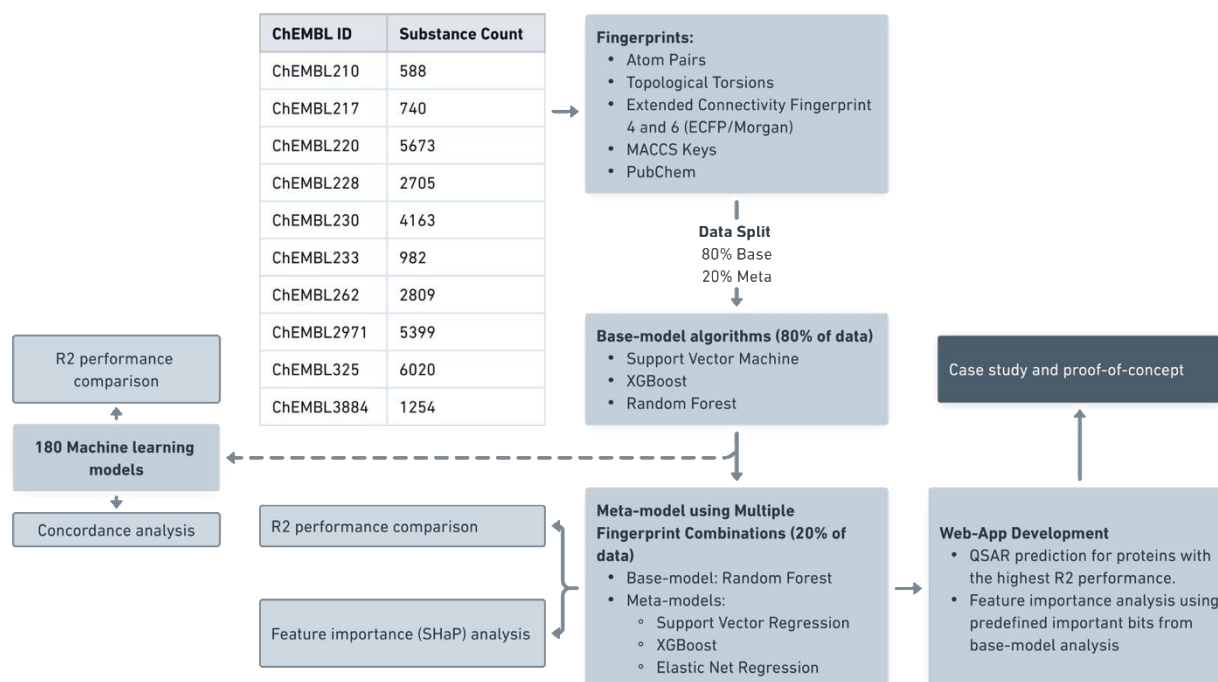 ChEMBL ID Substance Count
ChEMBL210 588
ChEMBL217 740
ChEMBL220 5673
ChEMBL228 2705
ChEMBL230 4163
ChEMBL233 982
ChEMBL262 2809
ChEMBL2971 5399
ChEMBL325 6020
ChEMBL3884 1254
Fingerprints:
• Atom Pairs
• Topological Torsions
• Extended Connectivity Fingerprint
4 and 6 (ECFP/Morgan)
• MACCS Keys
• PubChem
Data Split
80% Base
20% Meta
Base-model algorithms (80% of data)
• Support Vector Machine
• XGBoost
• Random Forest
R2 performance
comparison
180 Machine learning
models
Concordance analysis
R2 performance comparison
Feature importance (SHaP) analysis
Meta-model using Multiple
Fingerprint Combinations (20% of
data)
• Base-model: Random Forest
• Meta-models:
◦ Support Vector Regression
◦ XGBoost
◦ Elastic Net Regression
Web-App Development
• QSAR prediction for proteins with
the highest R2 performance.
• Feature importance analysis using
predefined important bits from
base-model analysis
Case study and proof-of-concept